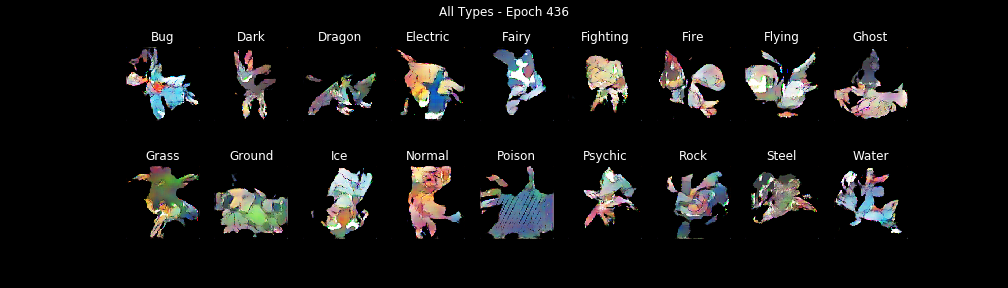 All Types - Epoch 436
Bug Dark Dragon Electric Fairy Fighting Fire Flying Ghost
Grass Ground Ice Normal Poison Psychic Rock Steel Water